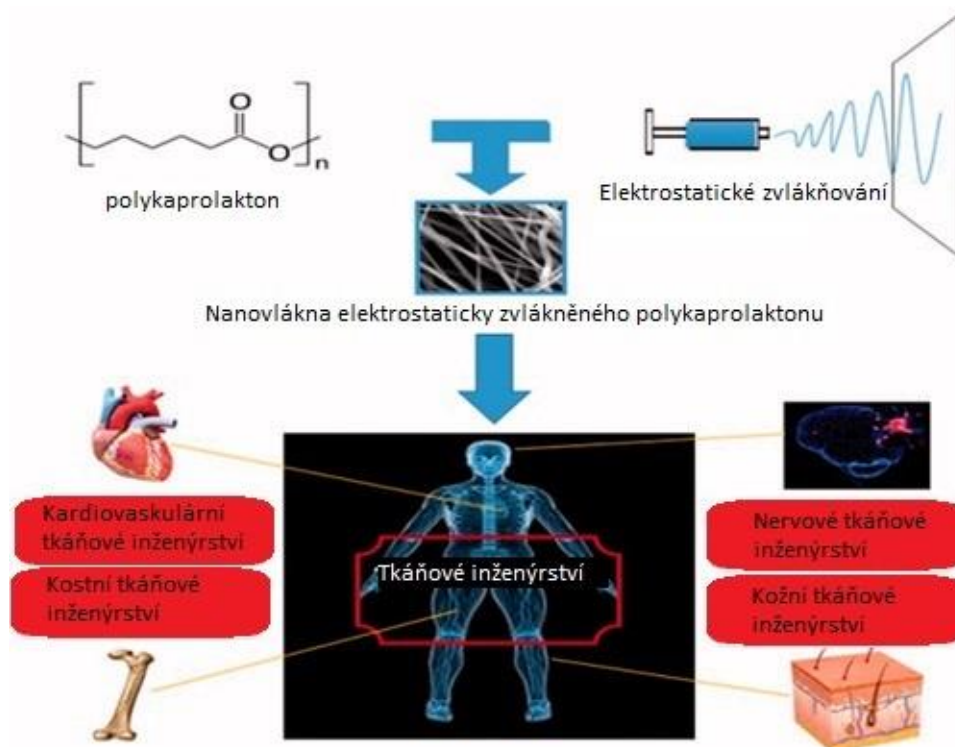 O
O
n
polykaprolakton
Elektrostatické zvlákňování
Nanovlákna elektrostaticky zvlákněného polykaprolaktonu
Kardiovaskulární
tkáňové inženýrstvi
Kostní tkáňové
inženýrství
Tkáňové inženýrství
Nervové tkáňové
inženýrství
Kožní tkáňové
inženýrství